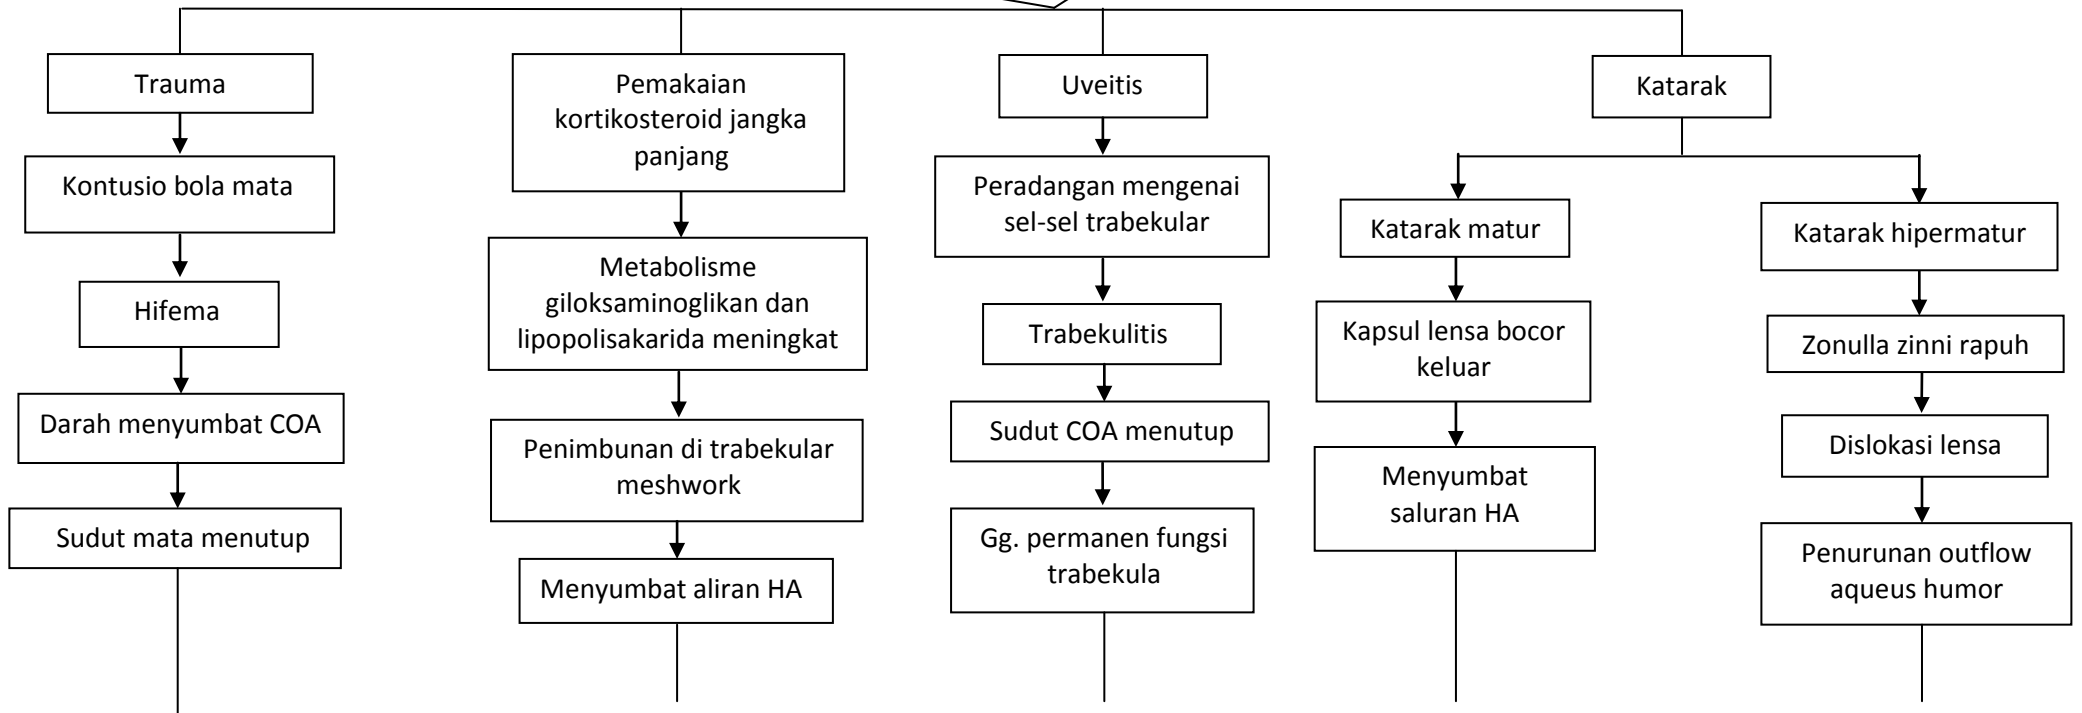 Trauma
Kontusio bola mata
Hifema
Darah menyumbat COA
Sudut mata menutup
Pemakaian
kortikosteroid jangka
panjang
Metabolisme
giloksaminoglikan dan
lipopolisakarida meningkat
Penimbunan di trabekular
meshwork
Menyumbat aliran HA
Uveitis
Peradangan mengenai
sel-sel trabekular
Trabekulitis
Sudut COA menutup
Gg. permanen fungsi
trabekula
Katarak
Katarak matur
Kapsul lensa bocor
keluar
Menyumbat
saluran HA
Katarak hipermatur
Zonulla zinni rapuh
Dislokasi lensa
Penurunan outflow
aqueus humor